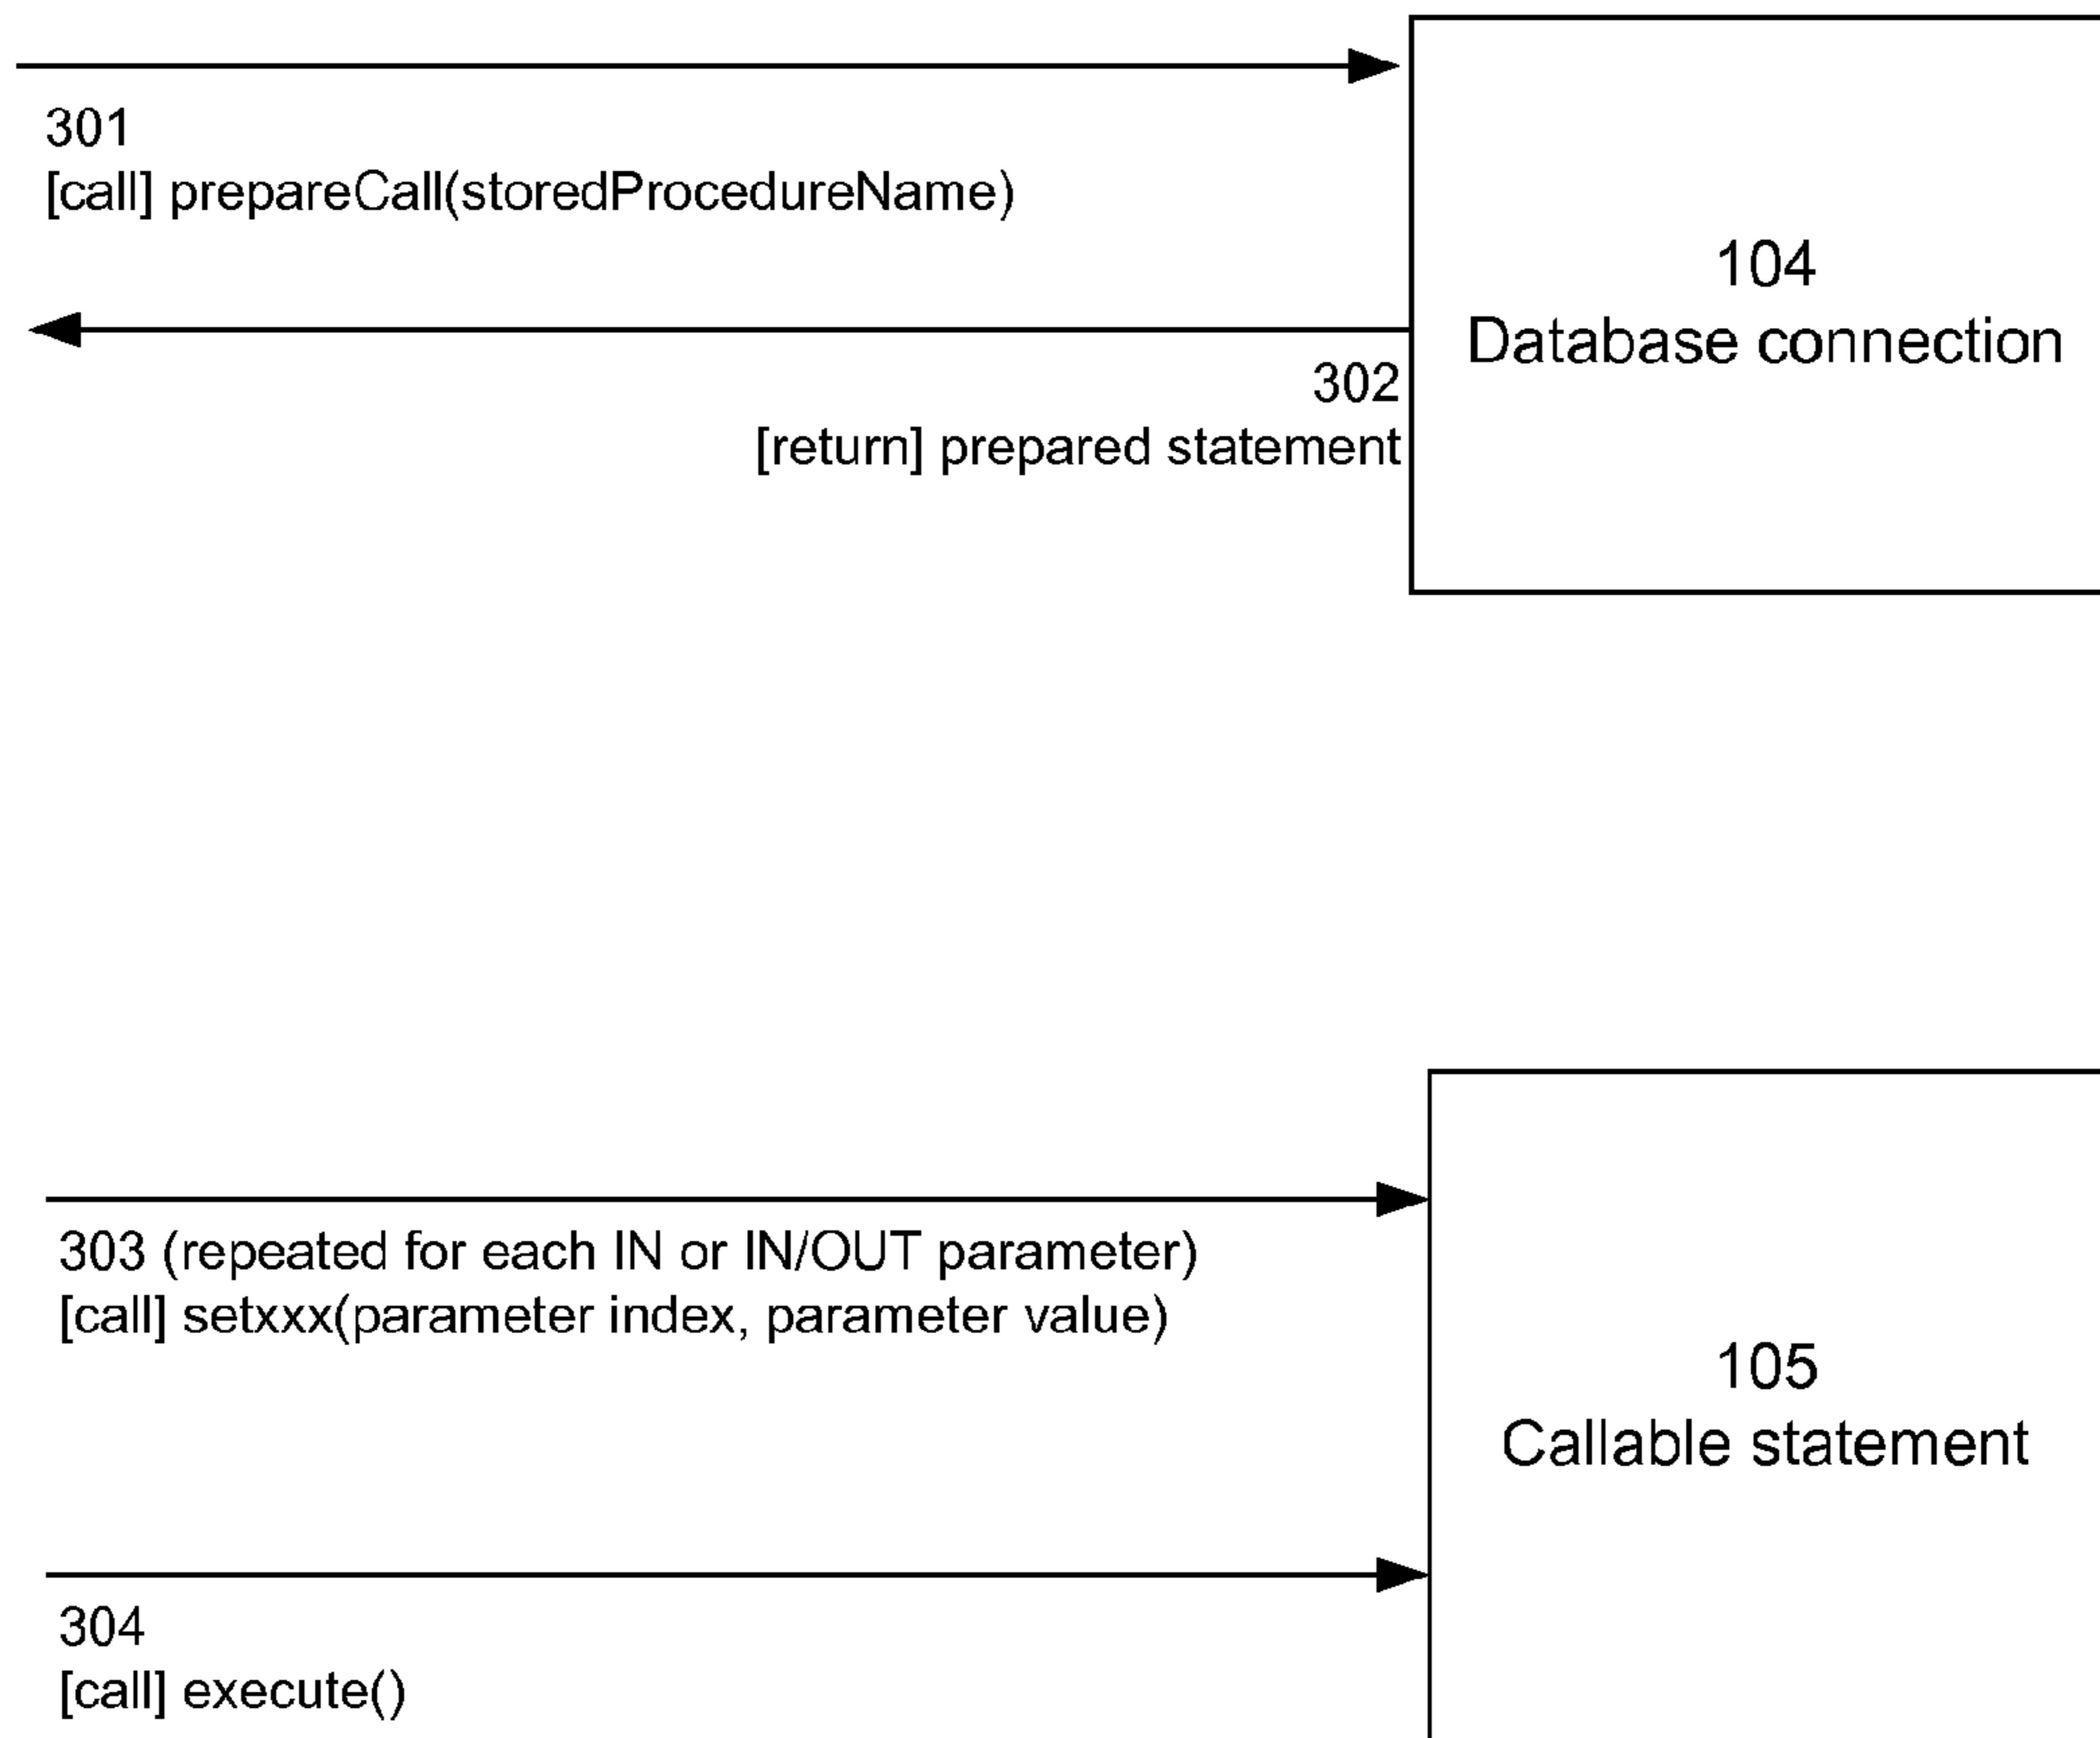 301
[call] prepareCall(storedProcedureName)
104
Database connection
302
[return] prepared statement
303 (repeated for each IN or IN/OUT parameter)
[call] setxxx(parameter index, parameter value)
105
Callable statement
304
[call] execute()